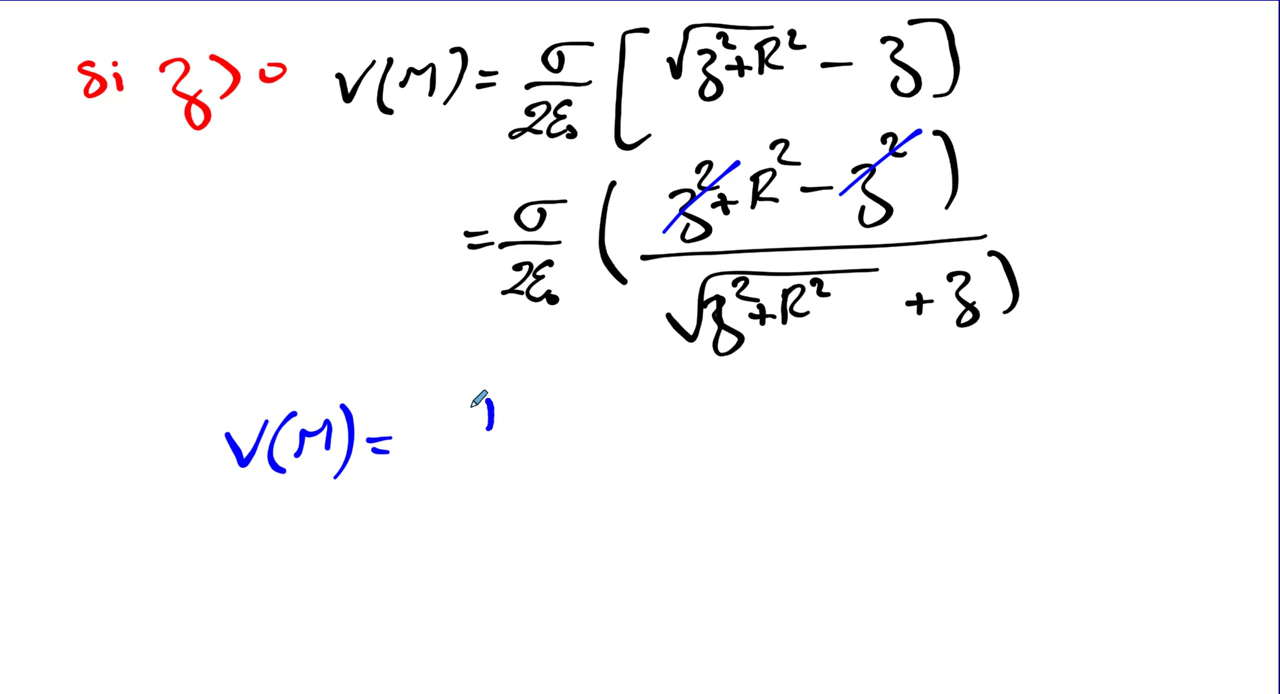 si z>0 V(M) = σ/2ε₀ [ √(z²+R²) − z ]
= σ/2ε₀ ( (z²+R² − z²) / (√(z²+R²) + z) )
V(M) =